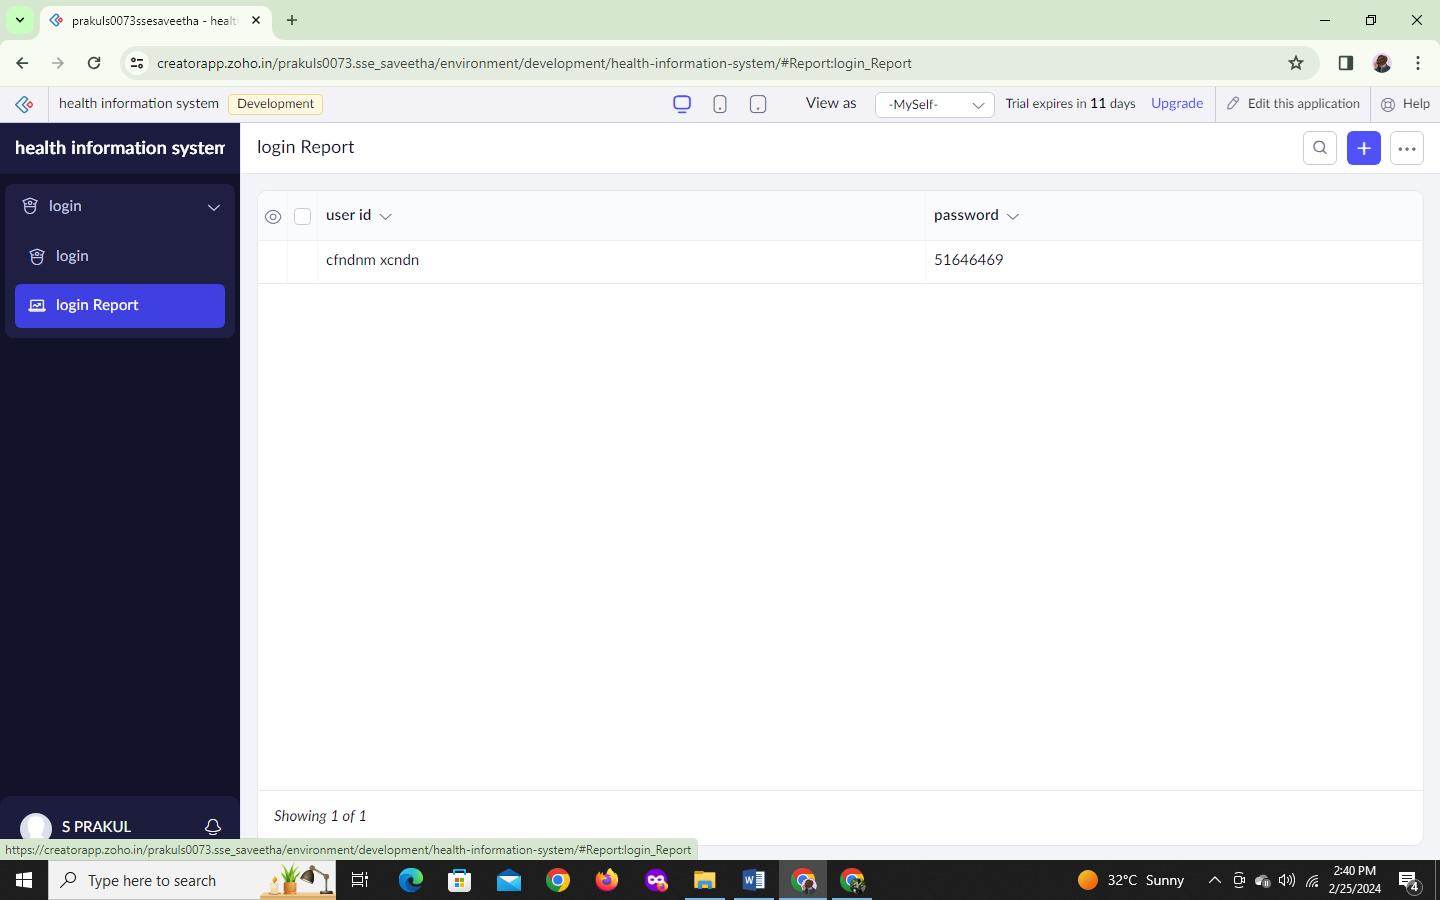 prakuls0073ssesaveetha - healt
creatorapp.zoho.in/prakuls0073.sse_saveetha/environment/development/health-information-system/#Report:login_Report
health information system
Development
View as
-MySelf-
Trial expires in 11 days
Upgrade
Edit this application
Help
health information system
login Report
login
login
login Report
user id
password
cfndnm xcndn
51646469
Showing 1 of 1
S PRAKUL
https://creatorapp.zoho.in/prakuls0073.sse_saveetha/environment/development/health-information-system/#Report:login_Report
Type here to search
32°C Sunny
2:40 PM
2/25/2024
4